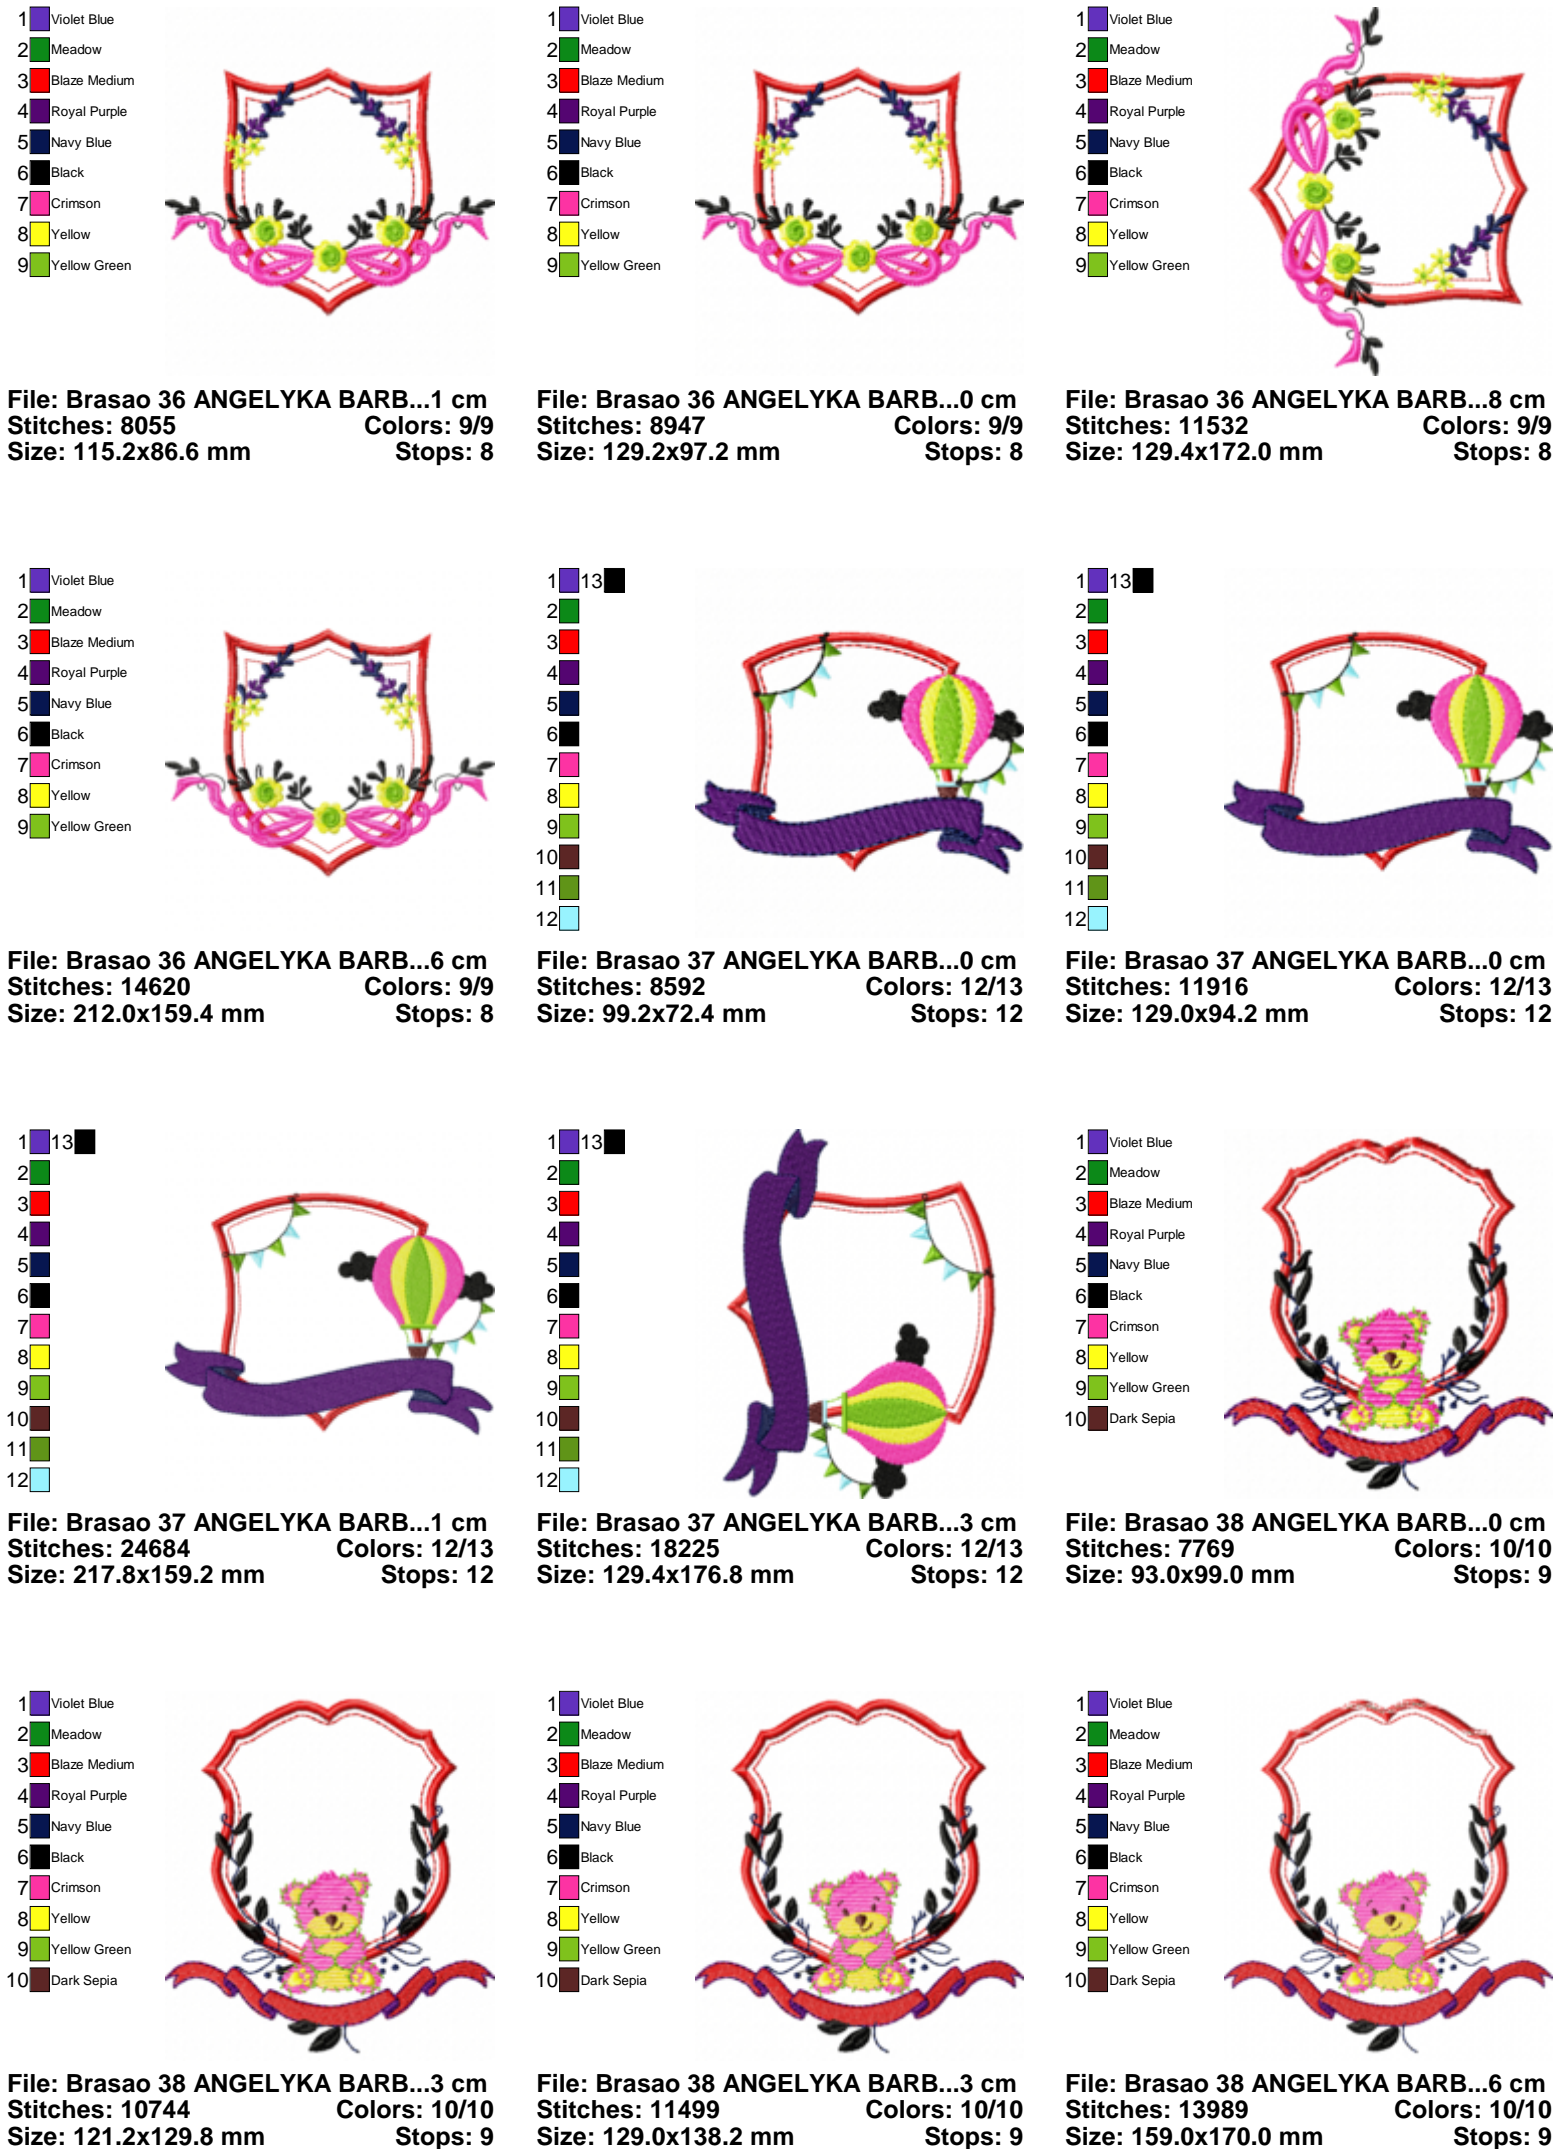 1 Violet Blue
2 Meadow
3 Blaze Medium
4 Royal Purple
5 Navy Blue
6 Black
7 Crimson
8 Yellow
9 Yellow Green
File: Brasao 36 ANGELYKA BARB...1 cm
Stitches: 8055 Colors: 9/9
Size: 115.2x86.6 mm Stops: 8
1 Violet Blue
2 Meadow
3 Blaze Medium
4 Royal Purple
5 Navy Blue
6 Black
7 Crimson
8 Yellow
9 Yellow Green
File: Brasao 36 ANGELYKA BARB...0 cm
Stitches: 8947 Colors: 9/9
Size: 129.2x97.2 mm Stops: 8
1 Violet Blue
2 Meadow
3 Blaze Medium
4 Royal Purple
5 Navy Blue
6 Black
7 Crimson
8 Yellow
9 Yellow Green
File: Brasao 36 ANGELYKA BARB...8 cm
Stitches: 11532 Colors: 9/9
Size: 129.4x172.0 mm Stops: 8
1 Violet Blue
2 Meadow
3 Blaze Medium
4 Royal Purple
5 Navy Blue
6 Black
7 Crimson
8 Yellow
9 Yellow Green
File: Brasao 36 ANGELYKA BARB...6 cm
Stitches: 14620 Colors: 9/9
Size: 212.0x159.4 mm Stops: 8
1 13
2
3
4
5
6
7
8
9
10
11
12
File: Brasao 37 ANGELYKA BARB...0 cm
Stitches: 8592 Colors: 12/13
Size: 99.2x72.4 mm Stops: 12
1 13
2
3
4
5
6
7
8
9
10
11
12
File: Brasao 37 ANGELYKA BARB...0 cm
Stitches: 11916 Colors: 12/13
Size: 129.0x94.2 mm Stops: 12
1 13
2
3
4
5
6
7
8
9
10
11
12
File: Brasao 37 ANGELYKA BARB...1 cm
Stitches: 24684 Colors: 12/13
Size: 217.8x159.2 mm Stops: 12
1 13
2
3
4
5
6
7
8
9
10
11
12
File: Brasao 37 ANGELYKA BARB...3 cm
Stitches: 18225 Colors: 12/13
Size: 129.4x176.8 mm Stops: 12
1 Violet Blue
2 Meadow
3 Blaze Medium
4 Royal Purple
5 Navy Blue
6 Black
7 Crimson
8 Yellow
9 Yellow Green
10 Dark Sepia
File: Brasao 38 ANGELYKA BARB...0 cm
Stitches: 7769 Colors: 10/10
Size: 93.0x99.0 mm Stops: 9
1 Violet Blue
2 Meadow
3 Blaze Medium
4 Royal Purple
5 Navy Blue
6 Black
7 Crimson
8 Yellow
9 Yellow Green
10 Dark Sepia
File: Brasao 38 ANGELYKA BARB...3 cm
Stitches: 10744 Colors: 10/10
Size: 121.2x129.8 mm Stops: 9
1 Violet Blue
2 Meadow
3 Blaze Medium
4 Royal Purple
5 Navy Blue
6 Black
7 Crimson
8 Yellow
9 Yellow Green
10 Dark Sepia
File: Brasao 38 ANGELYKA BARB...3 cm
Stitches: 11499 Colors: 10/10
Size: 129.0x138.2 mm Stops: 9
1 Violet Blue
2 Meadow
3 Blaze Medium
4 Royal Purple
5 Navy Blue
6 Black
7 Crimson
8 Yellow
9 Yellow Green
10 Dark Sepia
File: Brasao 38 ANGELYKA BARB...6 cm
Stitches: 13989 Colors: 10/10
Size: 159.0x170.0 mm Stops: 9